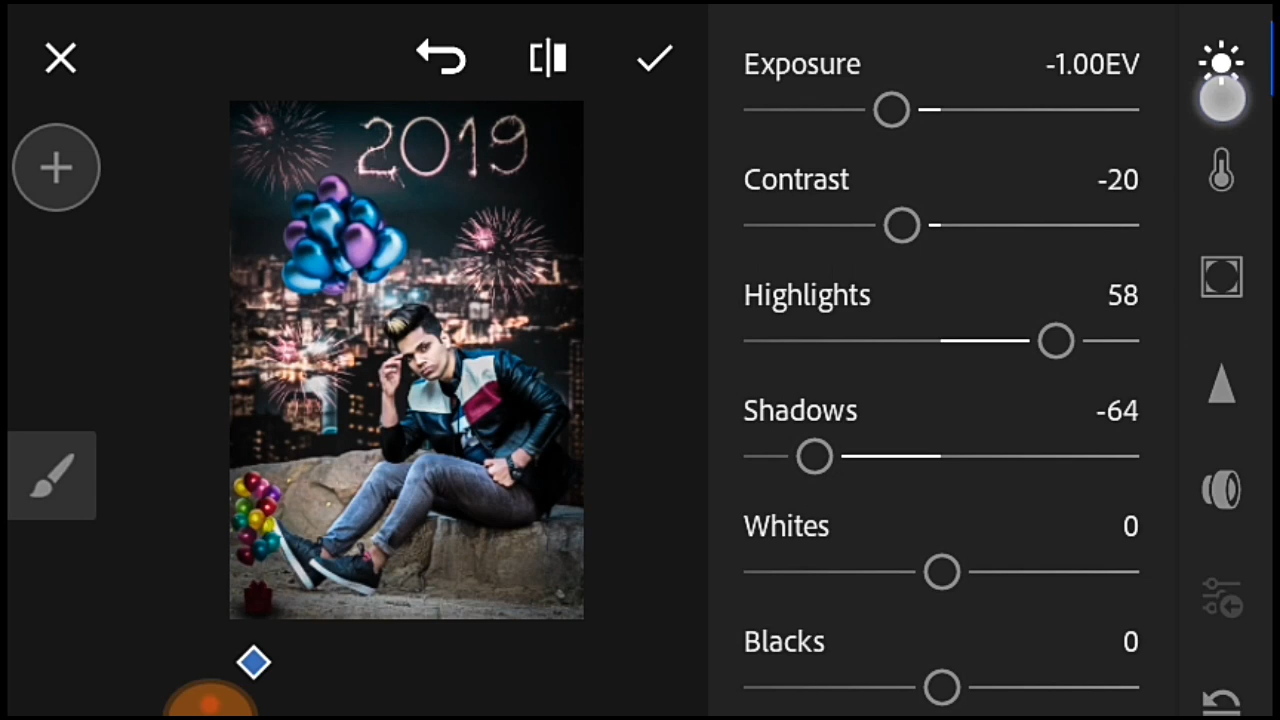 Exposure -1.00EV
2019
Contrast -20
Highlights 58
Shadows -64
Whites 0
Blacks 0